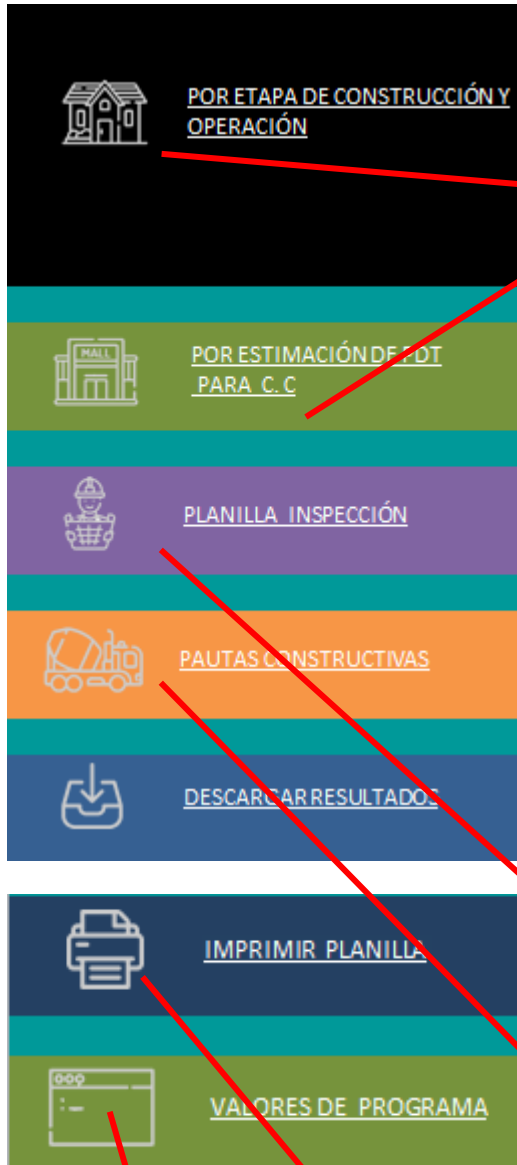 POR ETAPA DE CONSTRUCCIÓN Y
OPERACIÓN
MALL
POR ESTIMACIÓN DE PDT
PARA C. C
PLANILLA INSPECCIÓN
PAUTAS CONSTRUCTIVAS
DESCARGAR RESULTADOS
IMPRIMIR PLANILLA
VALORES DE PROGRAMA